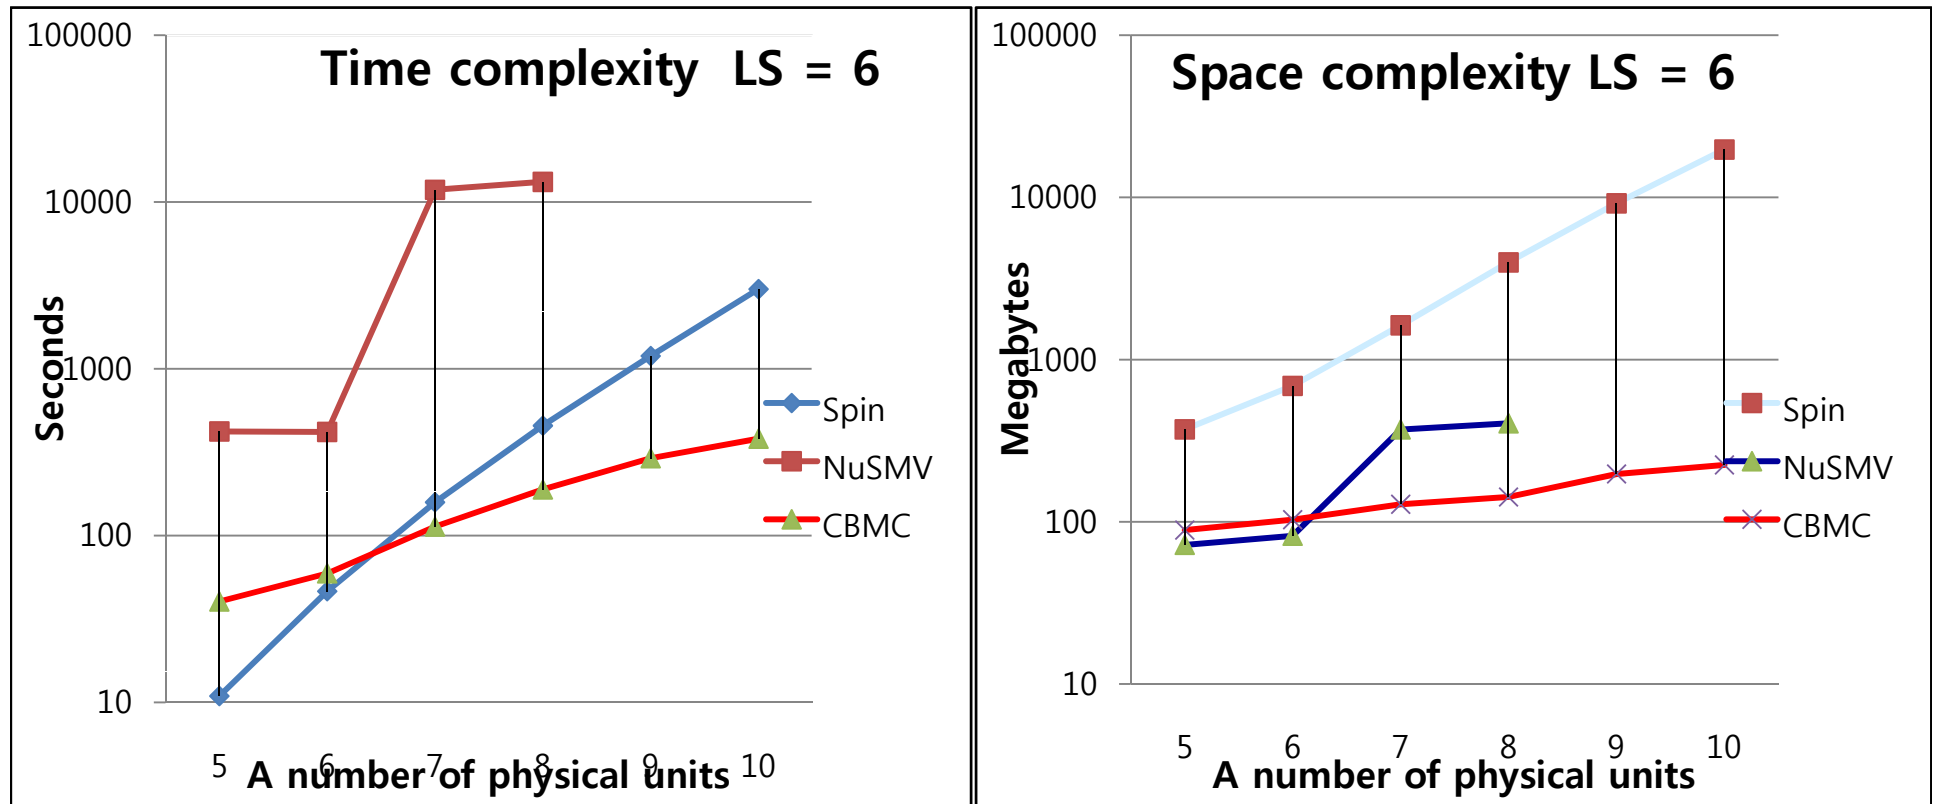 Time complexity LS = 6
100000
10000
1000
100
10
Seconds
Spin
NuSMV
CBMC
5 6 7 8 9 10
A number of physical units
Space complexity LS = 6
100000
10000
1000
100
10
Megabytes
Spin
NuSMV
CBMC
5 6 7 8 9 10
A number of physical units